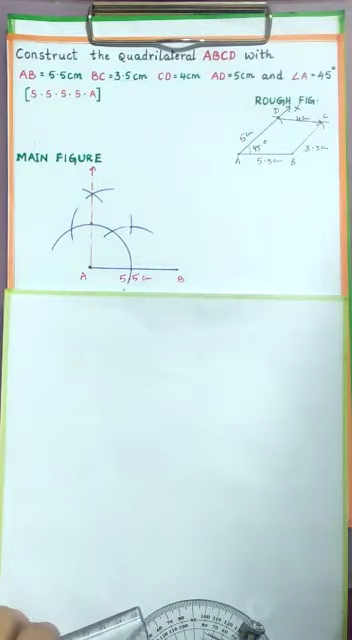 Construct the Quadrilateral ABCD with
AB = 5.5cm BC = 3.5cm CD = 4cm AD = 5cm and ∠A = 45°
[S.S.S.S.A]
ROUGH FIG.
D X
4cm C
5cm
45° 3.5cm
A 5.5cm B
MAIN FIGURE
A 5.5cm B